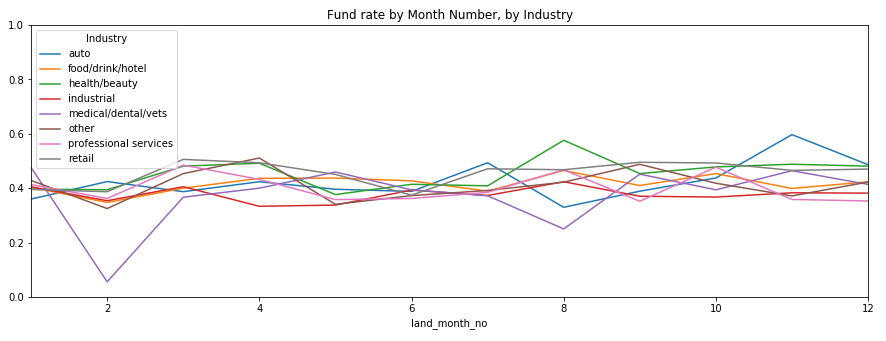 Fund rate by Month Number, by Industry
1.0
0.8
0.6
0.4
0.2
0.0
Industry
auto
food/drink/hotel
health/beauty
industrial
medical/dental/vets
other
professional services
retail
2 4 6 8 10 12
land_month_no